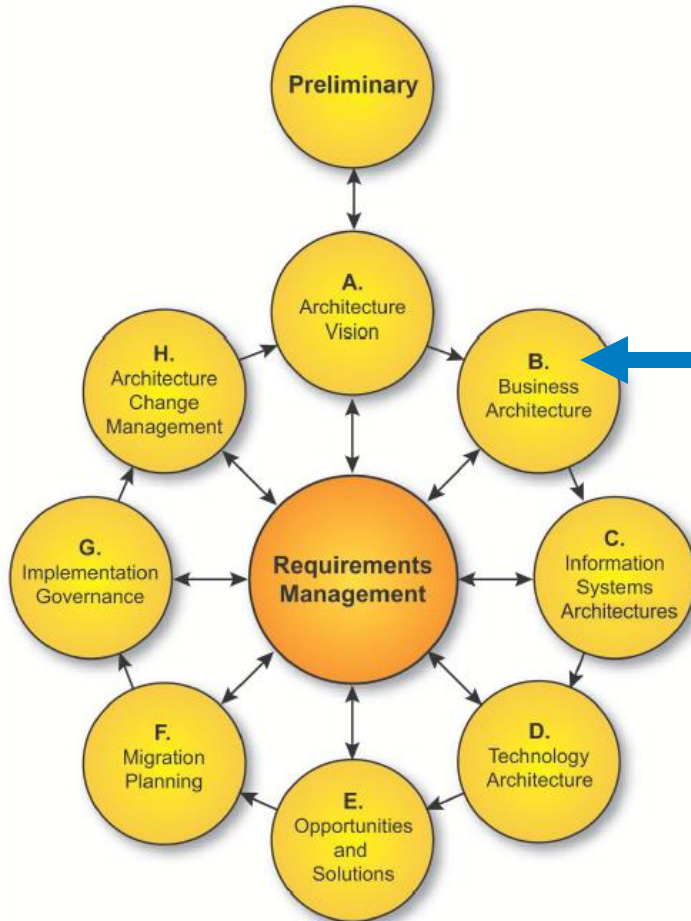 Preliminary
A.
Architecture
Vision
B.
Business
Architecture
C.
Information
Systems
Architectures
D.
Technology
Architecture
E.
Opportunities
and
Solutions
F.
Migration
Planning
G.
Implementation
Governance
H.
Architecture
Change
Management
Requirements
Management